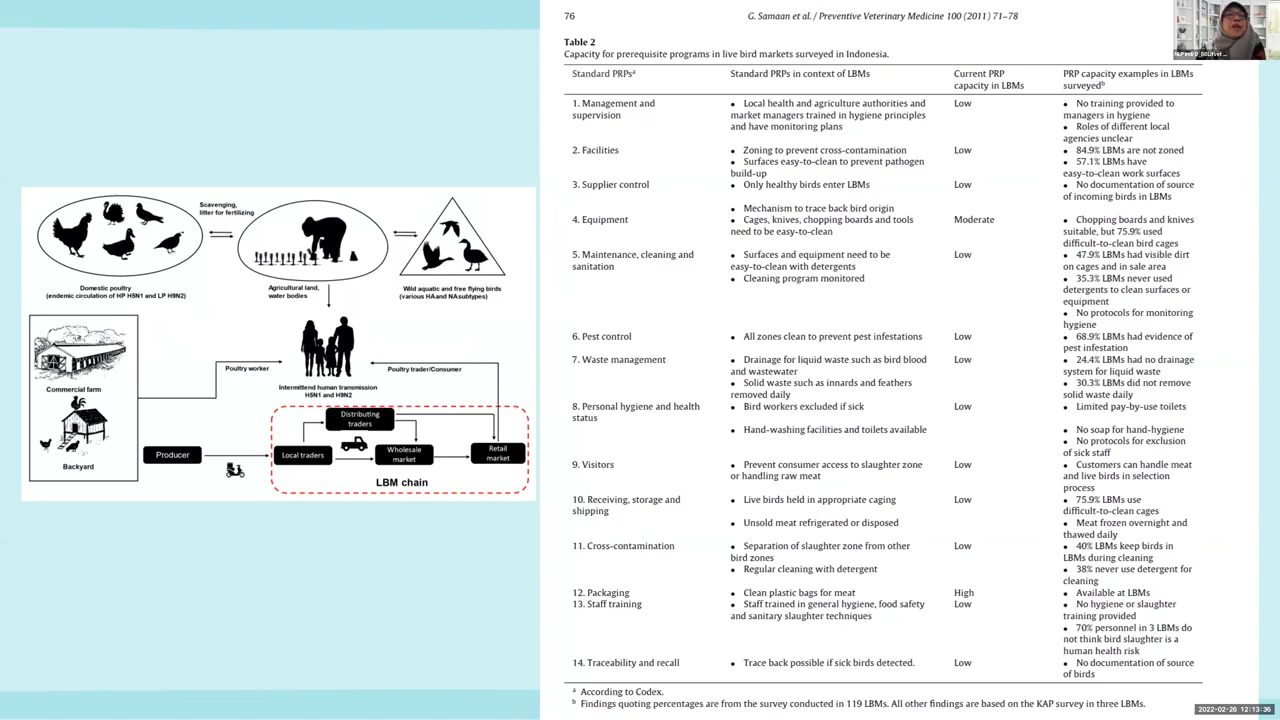 Scavenging,
litter for fertilizing
Domestic poultry
(endemic circulation of HP H5N1 and LP H9N2)
Agricultural land,
water bodies
Wild aquatic and free flying birds
(various HA and NA subtypes)
Commercial farm
Backyard
Poultry worker
Poultry trader/Consumer
Intermittend human transmission
H5N1 and H9N2
Distributing
traders
Producer
Local traders
Wholesale
market
Retail
market
LBM chain
76
G. Samaan et al. / Preventive Veterinary Medicine 100 (2011) 71–78
Table 2
Capacity for prerequisite programs in live bird markets surveyed in Indonesia.
Standard PRPsa Standard PRPs in context of LBMs Current PRP PRP capacity examples in LBMs
capacity in LBMs surveyedb
1. Management and • Local health and agriculture authorities and Low • No training provided to
supervision market managers trained in hygiene principles managers in hygiene
and have monitoring plans • Roles of different local
agencies unclear
2. Facilities • Zoning to prevent cross-contamination Low • 84.9% LBMs are not zoned
• Surfaces easy-to-clean to prevent pathogen • 57.1% LBMs have
build-up easy-to-clean work surfaces
3. Supplier control • Only healthy birds enter LBMs Low • No documentation of source
of incoming birds in LBMs
• Mechanism to trace back bird origin
4. Equipment • Cages, knives, chopping boards and tools Moderate • Chopping boards and knives
need to be easy-to-clean suitable, but 75.9% used
difficult-to-clean bird cages
5. Maintenance, cleaning and • Surfaces and equipment need to be Low • 47.9% LBMs had visible dirt
sanitation easy-to-clean with detergents on cages and in sale area
• Cleaning program monitored • 35.3% LBMs never used
detergents to clean surfaces or
equipment
• No protocols for monitoring
hygiene
6. Pest control • All zones clean to prevent pest infestations Low • 68.9% LBMs had evidence of
pest infestation
7. Waste management • Drainage for liquid waste such as bird blood Low • 24.4% LBMs had no drainage
and wastewater system for liquid waste
• Solid waste such as innards and feathers • 30.3% LBMs did not remove
removed daily solid waste daily
8. Personal hygiene and health • Bird workers excluded if sick Low • Limited pay-by-use toilets
status
• Hand-washing facilities and toilets available • No soap for hand-hygiene
• No protocols for exclusion
of sick staff
9. Visitors • Prevent consumer access to slaughter zone Low • Customers can handle meat
or handling raw meat and live birds in selection
process
10. Receiving, storage and • Live birds held in appropriate caging Low • 75.9% LBMs use
shipping difficult-to-clean cages
• Unsold meat refrigerated or disposed • Meat frozen overnight and
thawed daily
11. Cross-contamination • Separation of slaughter zone from other Low • 40% LBMs keep birds in
bird zones LBMs during cleaning
• Regular cleaning with detergent • 38% never use detergent for
cleaning
12. Packaging • Clean plastic bags for meat High • Available at LBMs
13. Staff training • Staff trained in general hygiene, food safety Low • No hygiene or slaughter
and sanitary slaughter techniques training provided
• 70% personnel in 3 LBMs do
not think bird slaughter is a
human health risk
14. Traceability and recall • Trace back possible if sick birds detected. Low • No documentation of source
of birds
a According to Codex.
b Findings quoting percentages are from the survey conducted in 119 LBMs. All other findings are based on the KAP survey in three LBMs.
2022-02-26 12:13:36